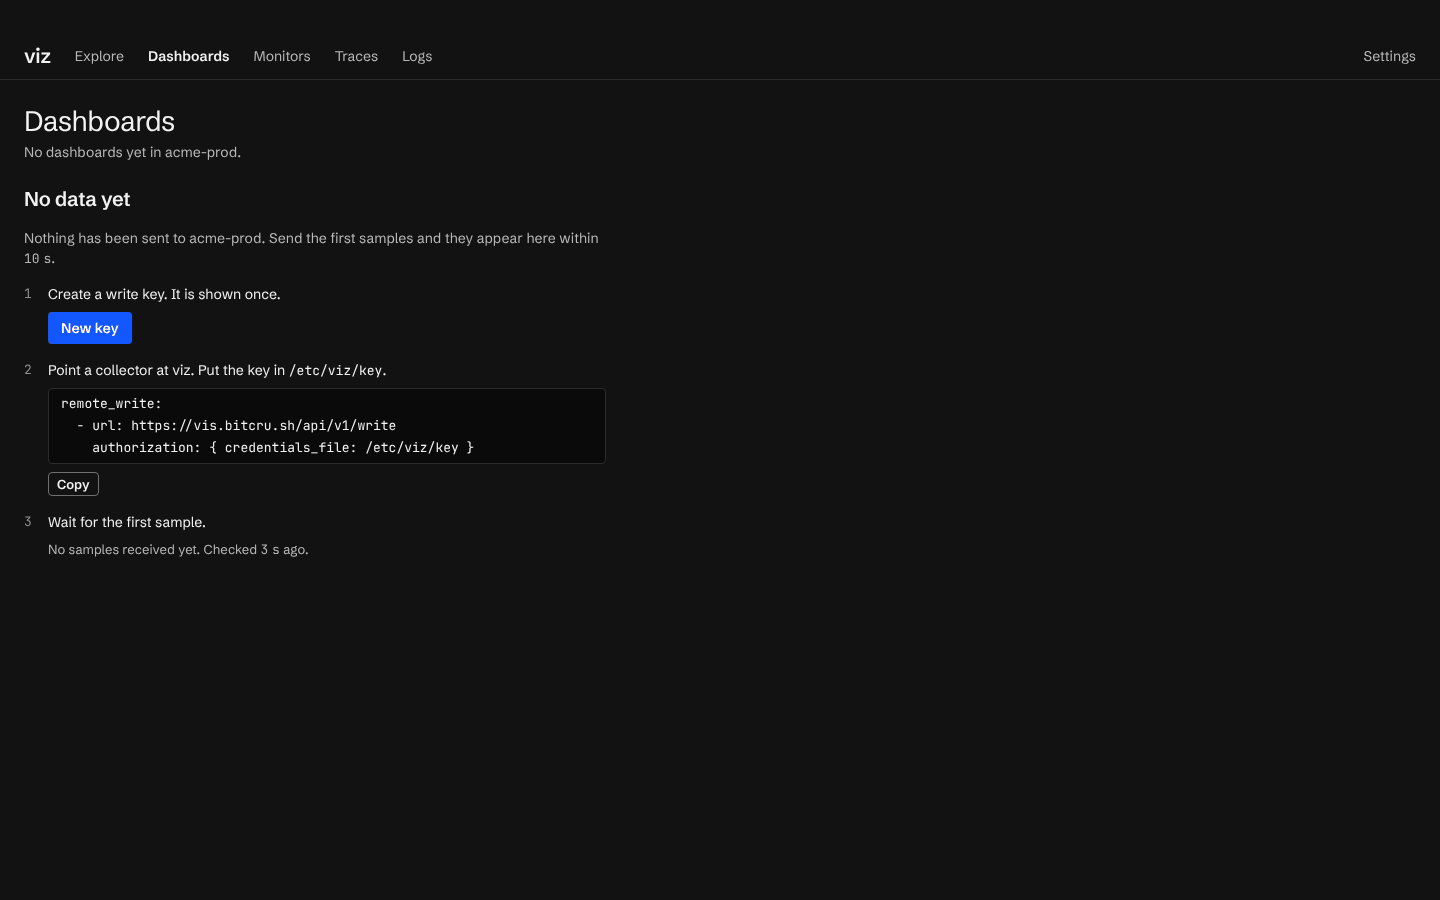 viz Explore Dashboards Monitors Traces Logs Settings
Dashboards
No dashboards yet in acme-prod.
No data yet
Nothing has been sent to acme-prod. Send the first samples and they appear here within
10 s.
1 Create a write key. It is shown once.
New key
2 Point a collector at viz. Put the key in /etc/viz/key.
remote_write:
  - url: https://vis.bitcru.sh/api/v1/write
    authorization: { credentials_file: /etc/viz/key }
Copy
3 Wait for the first sample.
No samples received yet. Checked 3 s ago.